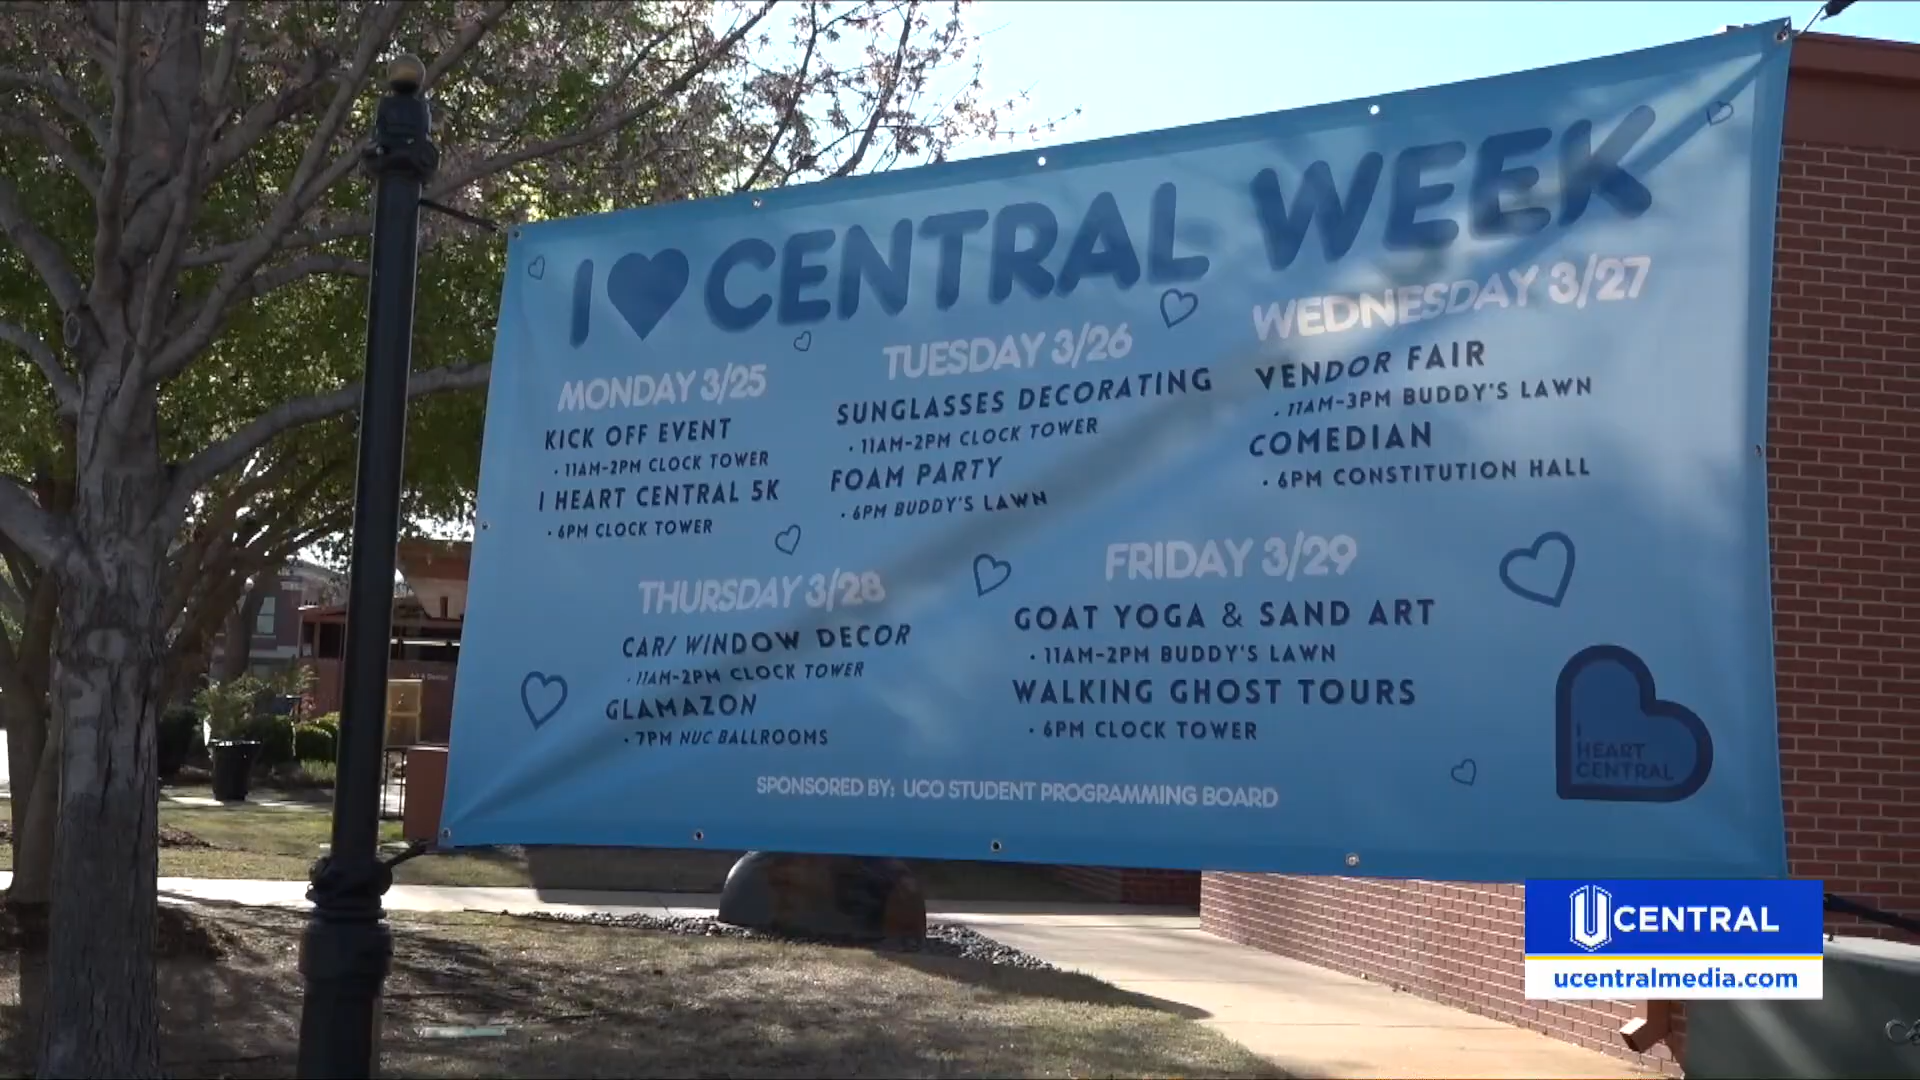 I ♥ CENTRAL WEEK
MONDAY 3/25
KICK OFF EVENT
• 11AM-2PM CLOCK TOWER
I HEART CENTRAL 5K
• 6PM CLOCK TOWER
TUESDAY 3/26
SUNGLASSES DECORATING
• 11AM-2PM CLOCK TOWER
FOAM PARTY
• 6PM BUDDY'S LAWN
WEDNESDAY 3/27
VENDOR FAIR
• 11AM-3PM BUDDY'S LAWN
COMEDIAN
• 6PM CONSTITUTION HALL
THURSDAY 3/28
CAR/ WINDOW DECOR
• 11AM-2PM CLOCK TOWER
GLAMAZON
• 7PM NUC BALLROOMS
FRIDAY 3/29
GOAT YOGA & SAND ART
• 11AM-2PM BUDDY'S LAWN
WALKING GHOST TOURS
• 6PM CLOCK TOWER
I
HEART
CENTRAL
SPONSORED BY: UCO STUDENT PROGRAMMING BOARD
UCENTRAL
ucentralmedia.com